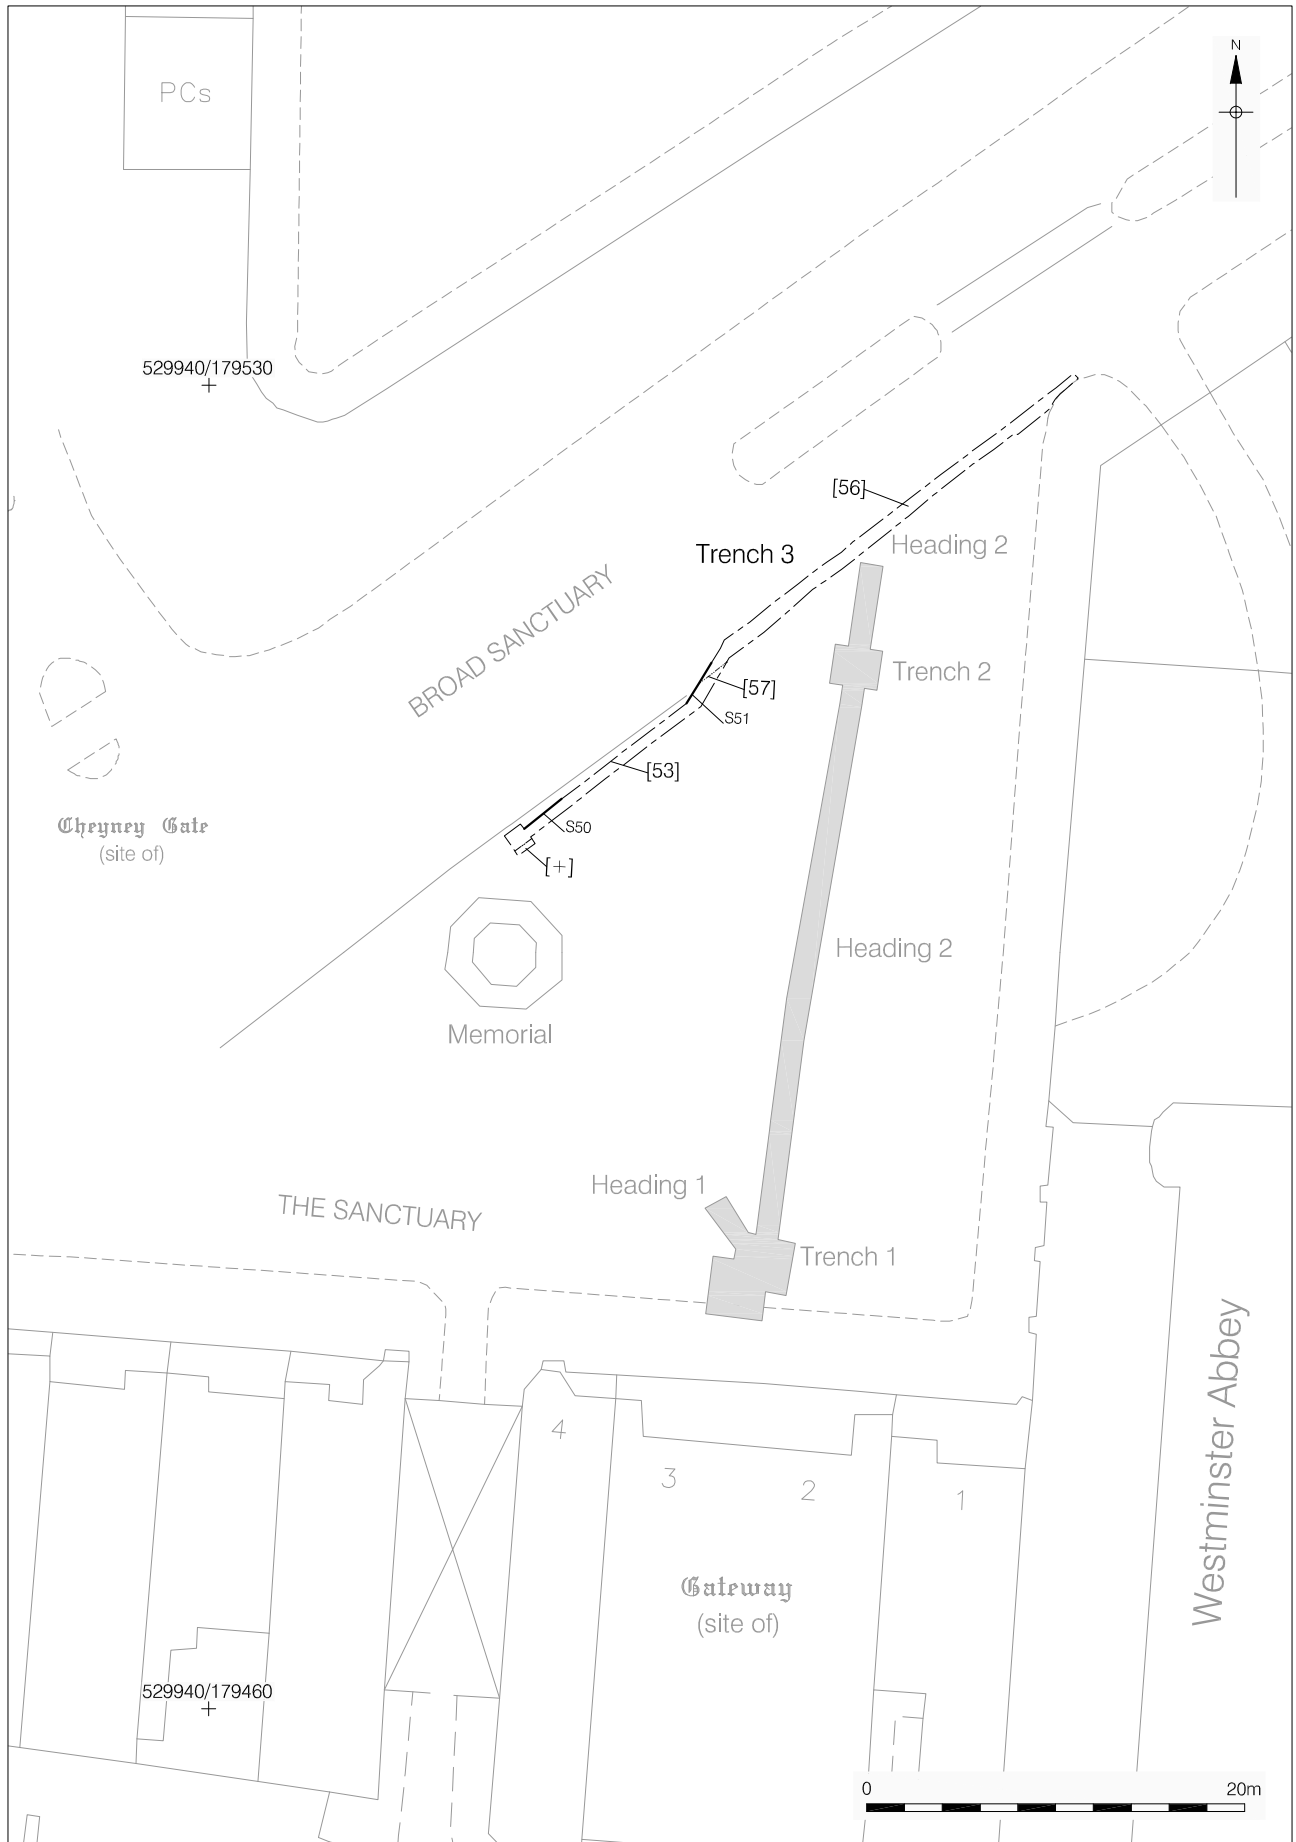 N
PCs
529940/179530
[56]
Heading 2
Trench 3
BROAD SANCTUARY
Trench 2
[57]
S51
[53]
S50
Cheyney Gate
(site of)
[+]
Heading 2
Memorial
Heading 1
THE SANCTUARY
Trench 1
Westminster Abbey
4
3
2
1
Gateway
(site of)
529940/179460
0 20m